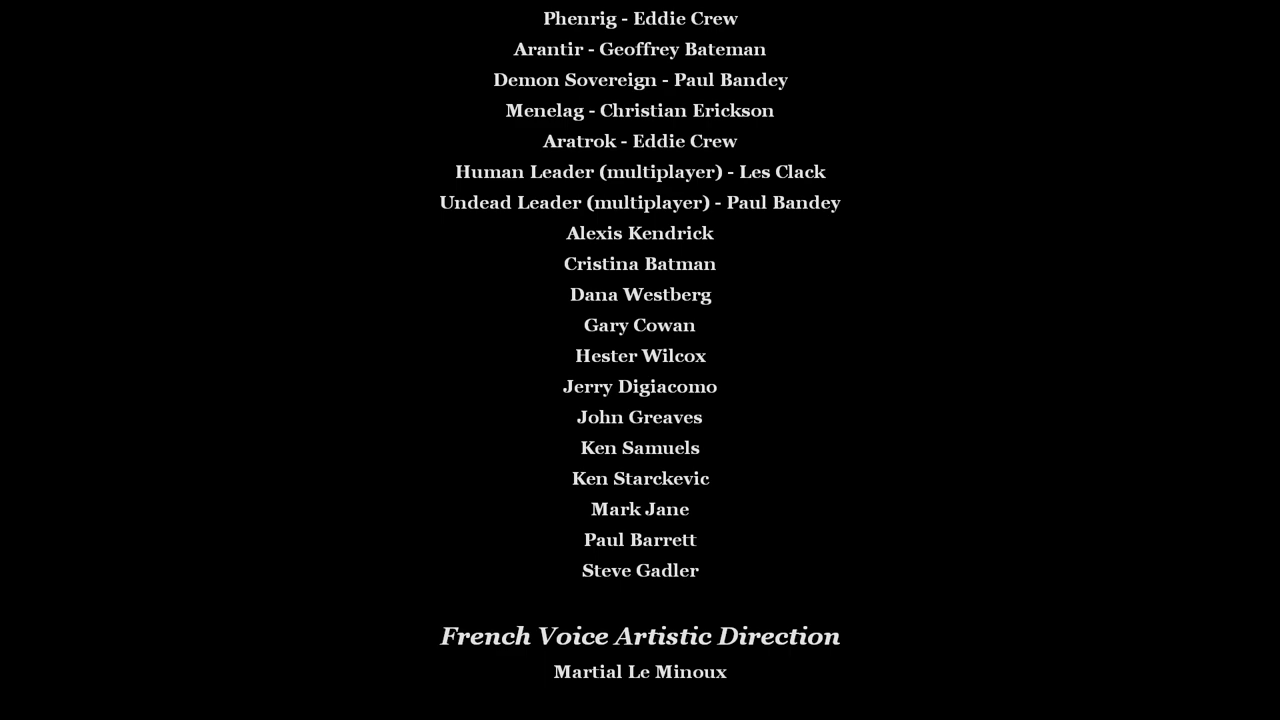 Phenrig - Eddie Crew
Arantir - Geoffrey Bateman
Demon Sovereign - Paul Bandey
Menelag - Christian Erickson
Aratrok - Eddie Crew
Human Leader (multiplayer) - Les Clack
Undead Leader (multiplayer) - Paul Bandey
Alexis Kendrick
Cristina Batman
Dana Westberg
Gary Cowan
Hester Wilcox
Jerry Digiacomo
John Greaves
Ken Samuels
Ken Starckevic
Mark Jane
Paul Barrett
Steve Gadler
French Voice Artistic Direction
Martial Le Minoux